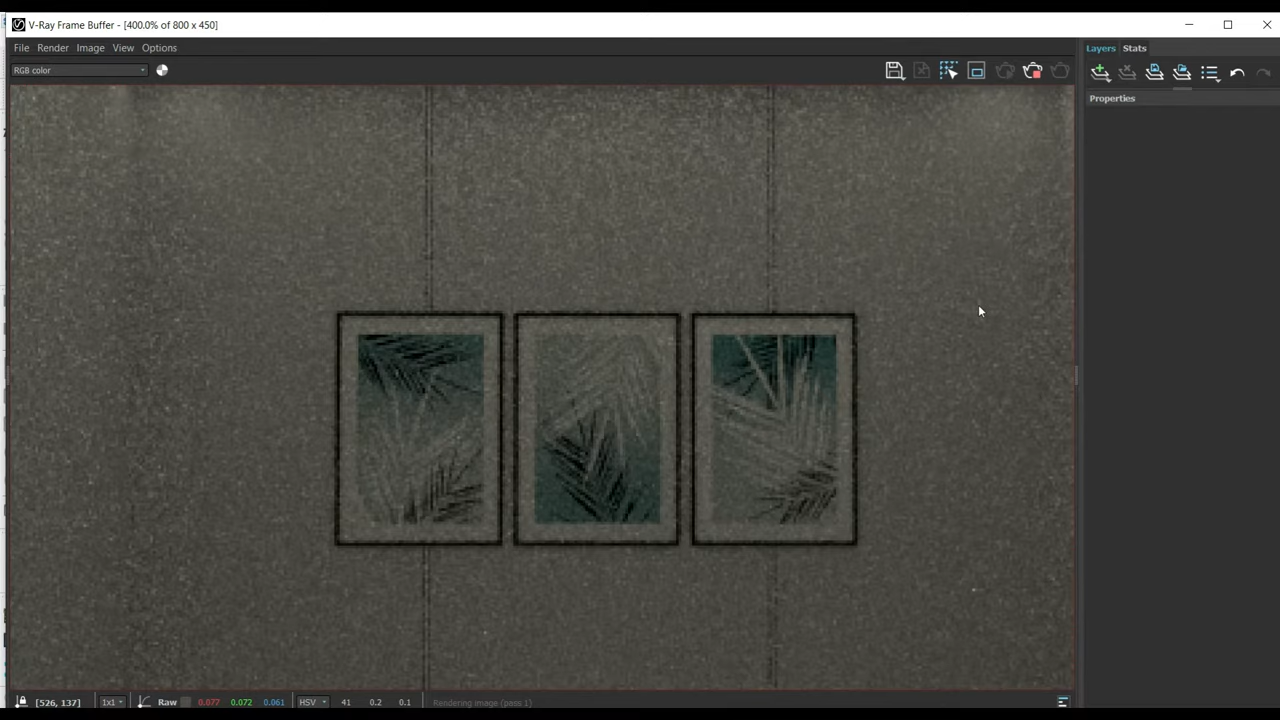 V-Ray Frame Buffer - [400.0% of 800 x 450]
File Render Image View Options
Layers Stats
RGB color
Properties
[526, 137] 1x1 Raw 0.077 0.072 0.061 HSV 41 0.2 0.1 Rendering image (pass 1)